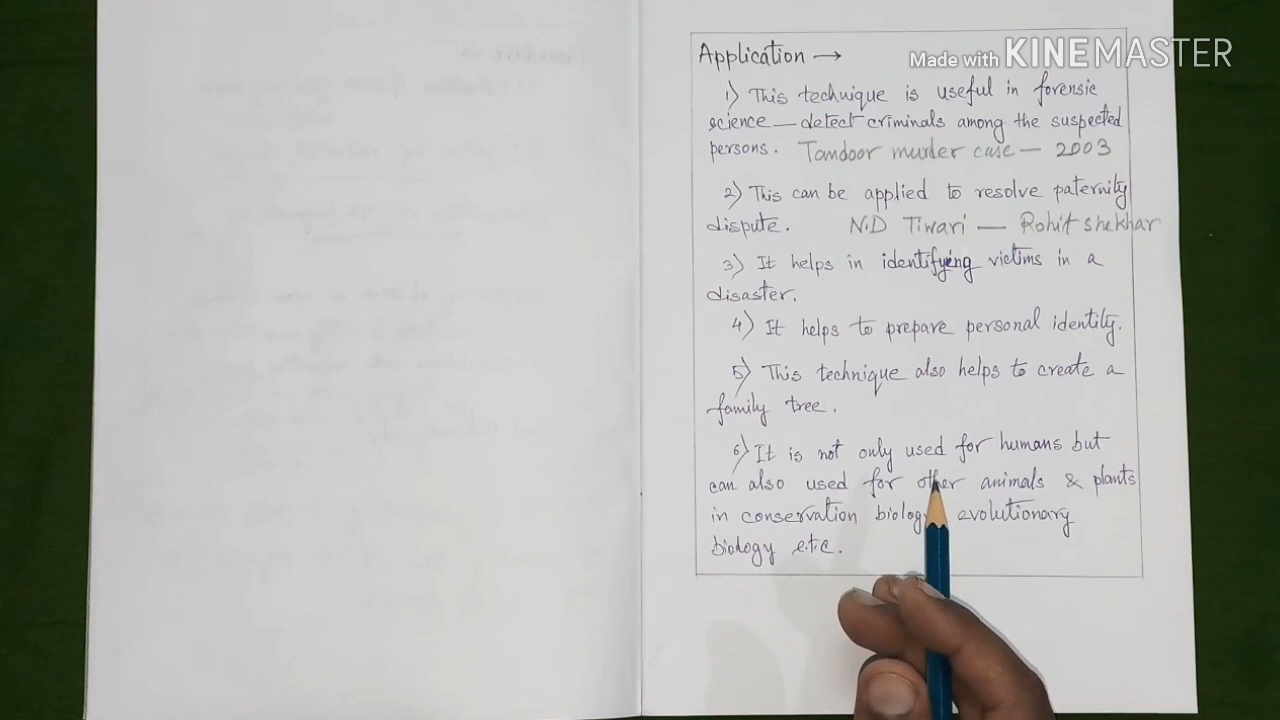 Application →
Made with KINEMASTER
1) This technique is useful in forensic
science — detect criminals among the suspected
persons. Tandoor murder case — 2003
2) This can be applied to resolve paternity
dispute. N.D Tiwari — Rohit shekhar
3) It helps in identifying victims in a
disaster.
4) It helps to prepare personal identity.
5) This technique also helps to create a
family tree.
6) It is not only used for humans but
can also used for other animals & plants
in conservation biology evolutionary
biology e.t.c.